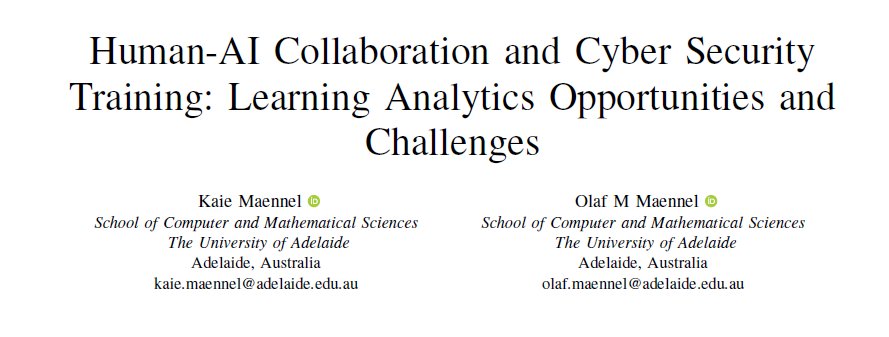 Human-AI Collaboration and Cyber Security
Training: Learning Analytics Opportunities and
Challenges
Kaie Maennel
School of Computer and Mathematical Sciences
The University of Adelaide
Adelaide, Australia
kaie.maennel@adelaide.edu.au
Olaf M Maennel
School of Computer and Mathematical Sciences
The University of Adelaide
Adelaide, Australia
olaf.maennel@adelaide.edu.au